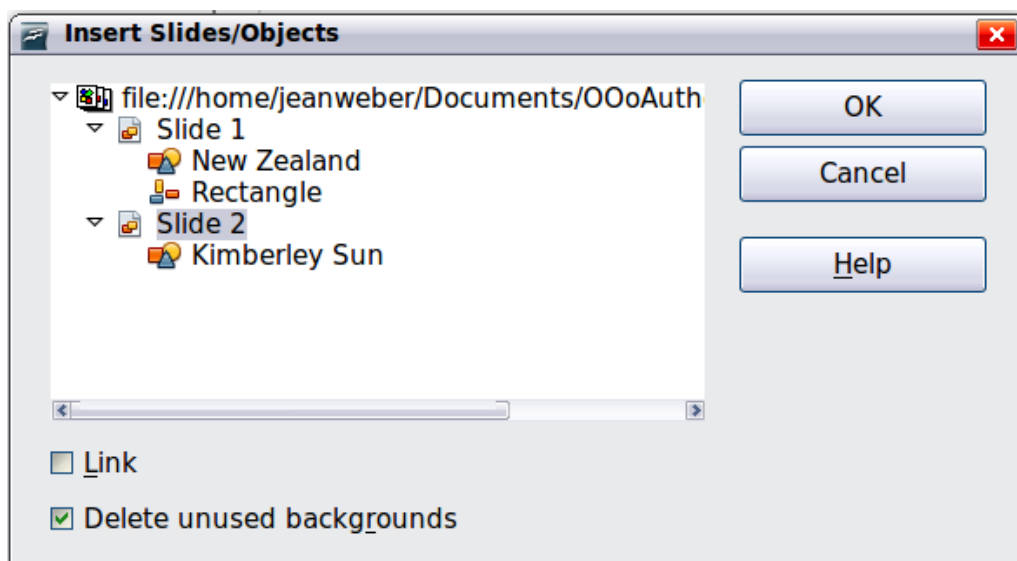 Insert Slides/Objects
file:///home/jeanweber/Documents/OOoAuth
Slide 1
New Zealand
Rectangle
Slide 2
Kimberley Sun
OK
Cancel
Help
Link
Delete unused backgrounds